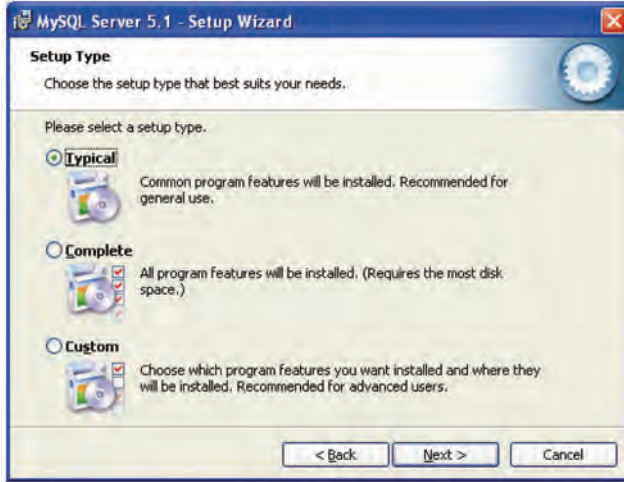 MySQL Server 5.1 - Setup Wizard
Setup Type
Choose the setup type that best suits your needs.
Please select a setup type.
Typical
Common program features will be installed. Recommended for
general use.
Complete
All program features will be installed. (Requires the most disk
space.)
Custom
Choose which program features you want installed and where they
will be installed. Recommended for advanced users.
< Back
Next >
Cancel